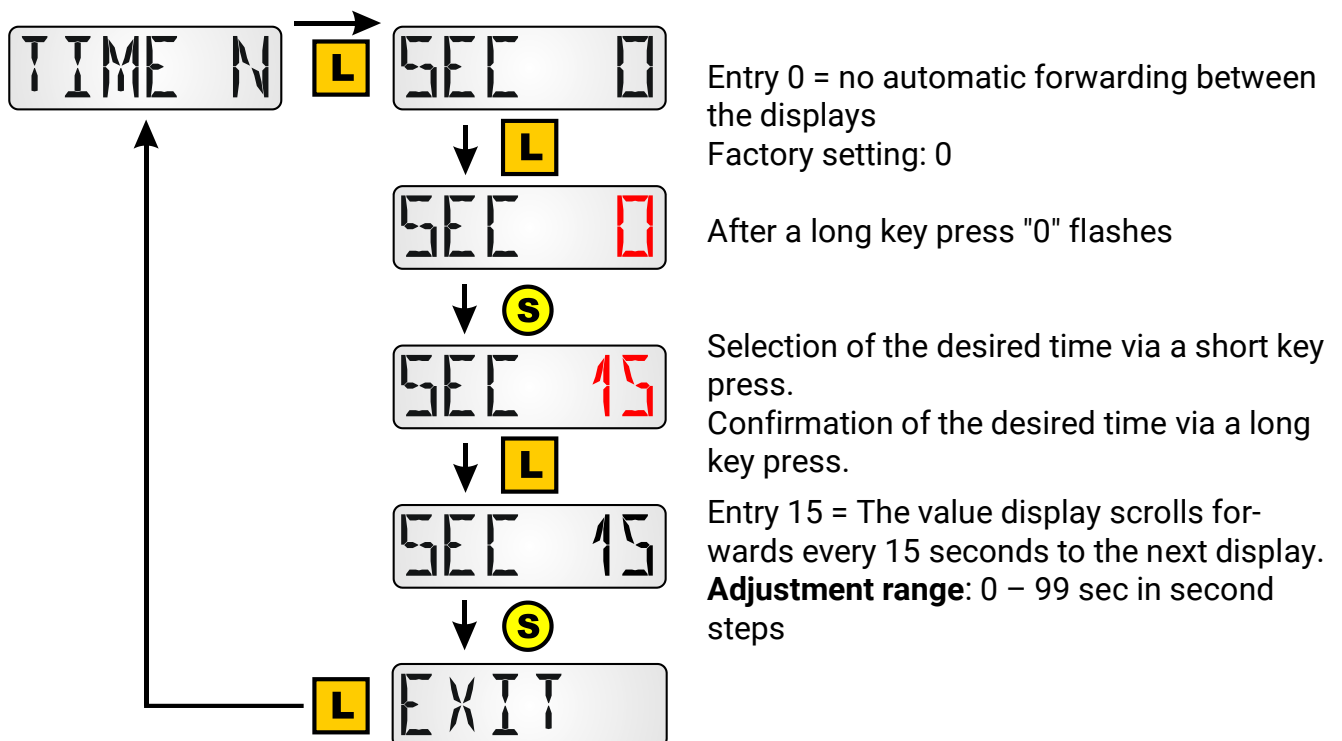 TIME N
L
SEC 0
Entry 0 = no automatic forwarding between
the displays
Factory setting: 0
L
SEC 0
After a long key press "0" flashes
S
SEC 15
Selection of the desired time via a short key
press.
Confirmation of the desired time via a long
key press.
L
SEC 15
Entry 15 = The value display scrolls for-
wards every 15 seconds to the next display.
Adjustment range: 0 – 99 sec in second
steps
S
L
EXIT